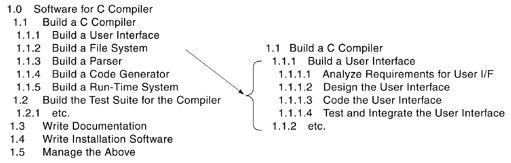 1.0 Software for C Compiler
1.1 Build a C Compiler
1.1.1 Build a User Interface
1.1.2 Build a File System
1.1.3 Build a Parser
1.1.4 Build a Code Generator
1.1.5 Build a Run-Time System
1.2 Build the Test Suite for the Compiler
1.2.1 etc.
1.3 Write Documentation
1.4 Write Installation Software
1.5 Manage the Above
1.1 Build a C Compiler
1.1.1 Build a User Interface
1.1.1.1 Analyze Requirements for User I/F
1.1.1.2 Design the User Interface
1.1.1.3 Code the User Interface
1.1.1.4 Test and Integrate the User Interface
1.1.2 etc.